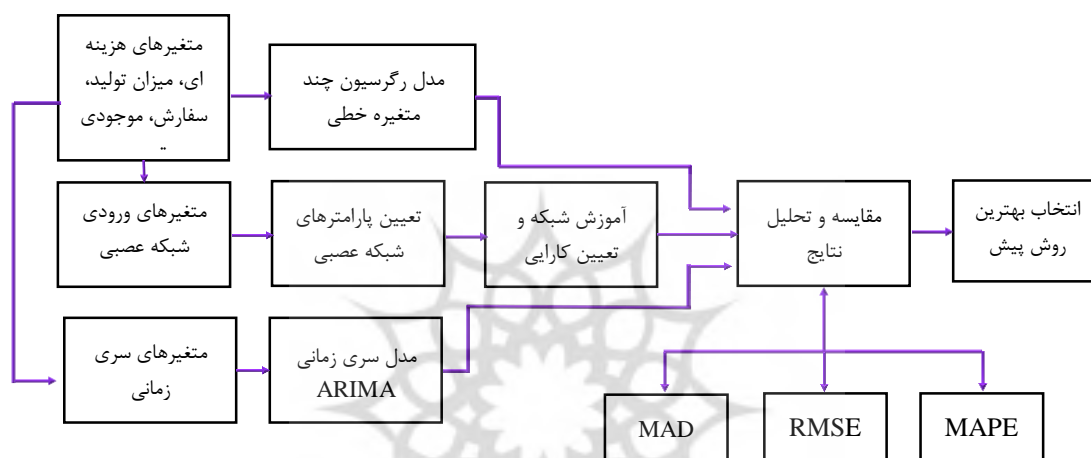 متغیرهای هزینه
ای، میزان تولید،
سفارش، موجودی
مدل رگرسیون چند
متغیره خطی
متغیرهای ورودی
شبکه عصبی
تعیین پارامترهای
شبکه عصبی
آموزش شبکه و
تعیین کارایی
مقایسه و تحلیل
نتایج
انتخاب بهترین
روش پیش
متغیرهای سری
زمانی
مدل سری زمانی
ARIMA
MAD
RMSE
MAPE